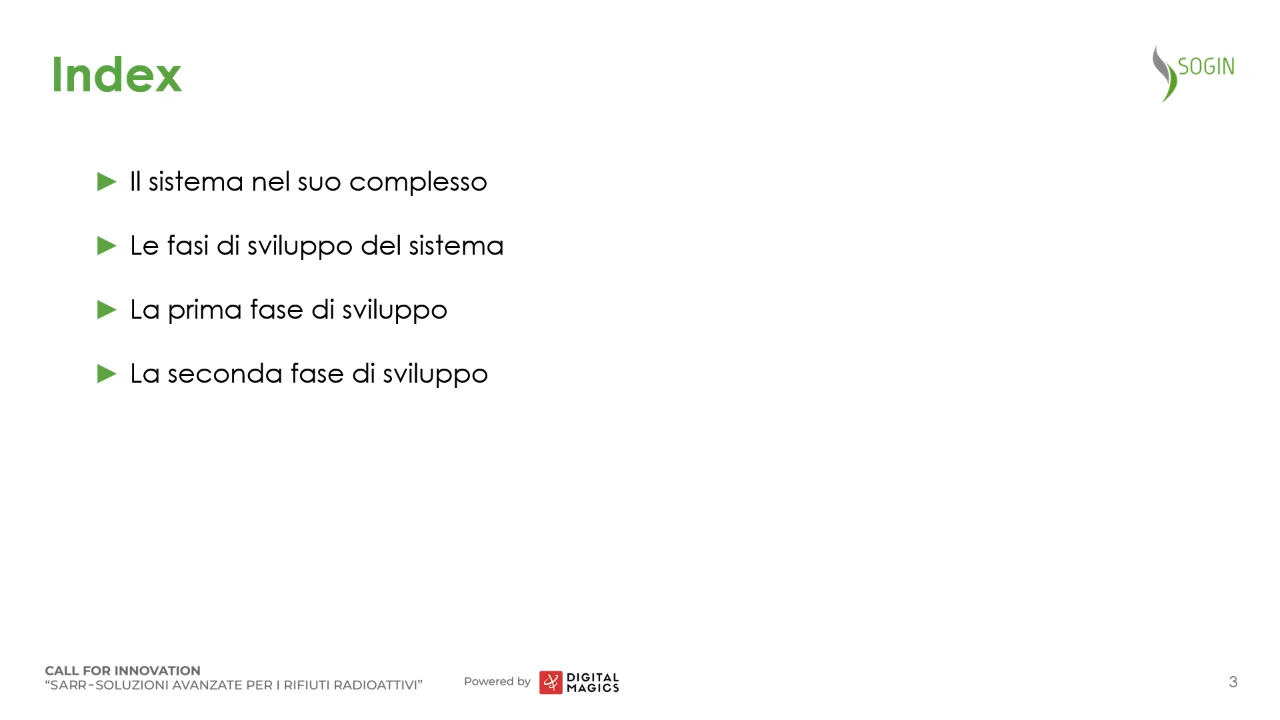 Index
SOGIN
► Il sistema nel suo complesso
► Le fasi di sviluppo del sistema
► La prima fase di sviluppo
► La seconda fase di sviluppo
CALL FOR INNOVATION
“SARR-SOLUZIONI AVANZATE PER I RIFIUTI RADIOATTIVI”
Powered by
DIGITAL
MAGICS
3